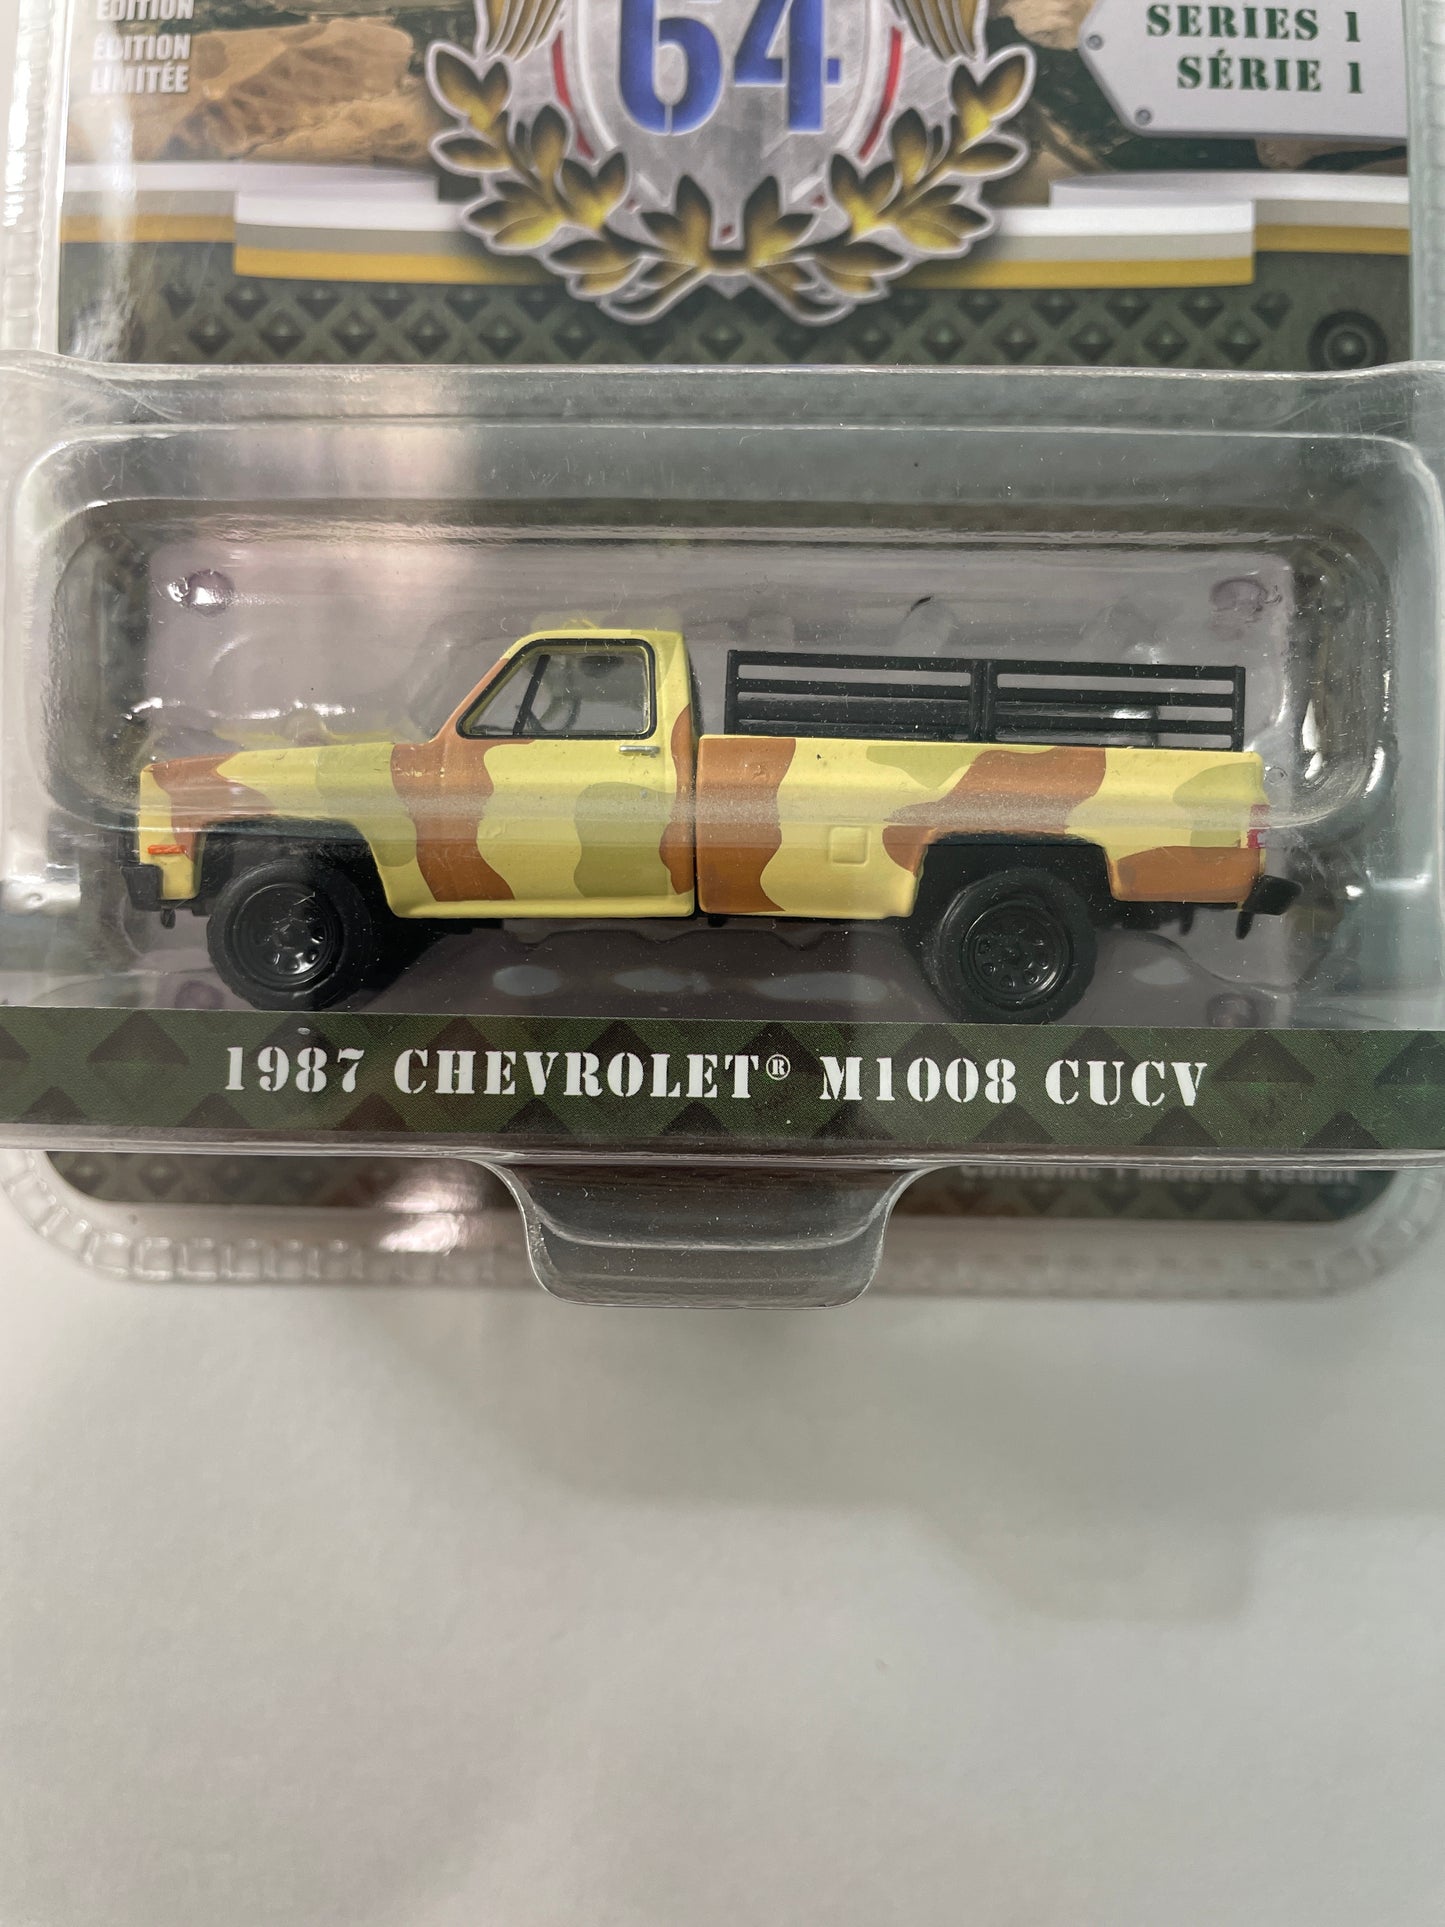 EDITION
ÉDITION
LIMITÉE
64
SERIES 1
SÉRIE 1
1987 CHEVROLET® M1008 CUCV